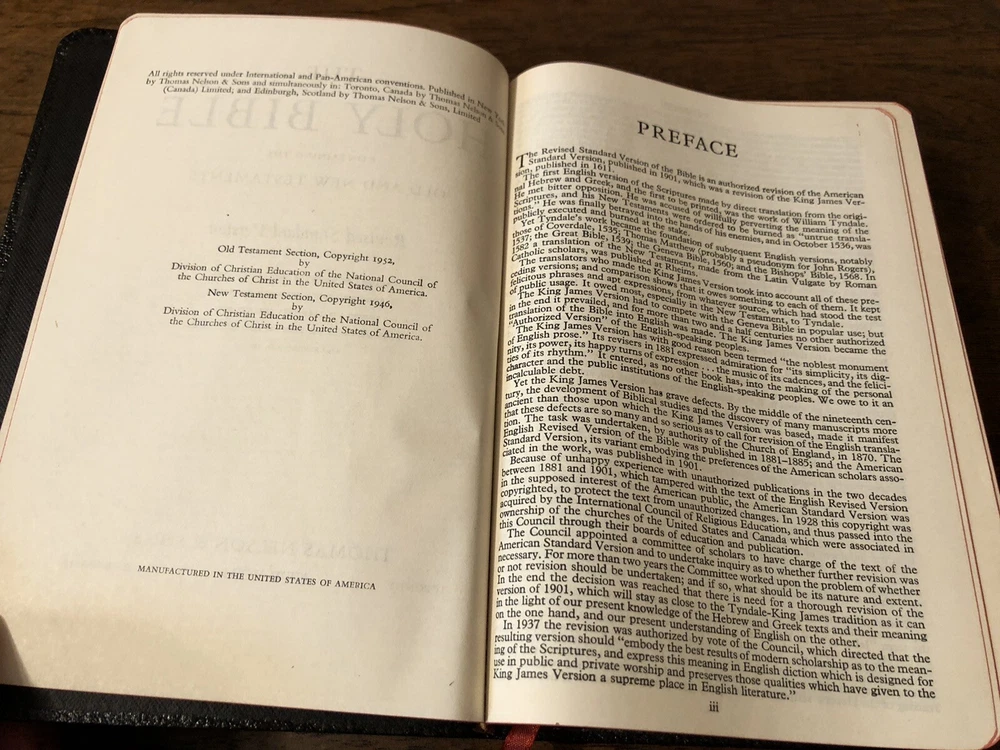 All rights reserved under International and Pan-American conventions. Published in New York
by Thomas Nelson & Sons and simultaneously in: Toronto, Canada by Thomas Nelson & Sons
(Canada) Limited; and Edinburgh, Scotland by Thomas Nelson & Sons, Limited
Old Testament Section, Copyright 1952,
by
Division of Christian Education of the National Council of
the Churches of Christ in the United States of America.
New Testament Section, Copyright 1946,
by
Division of Christian Education of the National Council of
the Churches of Christ in the United States of America.
MANUFACTURED IN THE UNITED STATES OF AMERICA
PREFACE
The Revised Standard Version of the Bible is an authorized revision of the American
Standard Version, published in 1901, which was a revision of the King James Ver-
sion, published in 1611.
The first English version of the Scriptures made by direct translation from the origi-
nal Hebrew and Greek, and the first to be printed, was the work of William Tyndale.
He met bitter opposition. He was accused of willfully perverting the meaning of the
Scriptures, and his New Testaments were ordered to be burned as "untrue transla-
tions." He was finally betrayed into the hands of his enemies, and in October 1536, was
publicly executed and burned at the stake.
Yet Tyndale's work became the foundation of subsequent English versions, notably
those of Coverdale, 1535; Thomas Matthew (probably a pseudonym for John Rogers),
1537; the Great Bible, 1539; the Geneva Bible, 1560; and the Bishops' Bible, 1568. In
1582 a translation of the New Testament, made from the Latin Vulgate by Roman
Catholic scholars, was published at Rheims.
The translators who made the King James Version took into account all of these pre-
ceding versions; and comparison shows that it owes something to each of them. It kept
felicitous phrases and apt expressions, from whatever source, which had stood the test
of public usage. It owed most, especially in the New Testament, to Tyndale.
The King James Version had to compete with the Geneva Bible in popular use; but
in the end it prevailed, and for more than two and a half centuries no other authorized
translation of the Bible into English was made. The King James Version became the
"Authorized Version" of the English-speaking peoples.
The King James Version has with good reason been termed "the noblest monument
of English prose." Its revisers in 1881 expressed admiration for "its simplicity, its dig-
nity, its power, its happy turns of expression . . . the music of its cadences, and the felici-
ties of its rhythm." It entered, as no other book has, into the making of the personal
character and the public institutions of the English-speaking peoples. We owe to it an
incalculable debt.
Yet the King James Version has grave defects. By the middle of the nineteenth cen-
tury, the development of Biblical studies and the discovery of many manuscripts more
ancient than those upon which the King James Version was based, made it manifest
that these defects are so many and so serious as to call for revision of the English transla-
tion. The task was undertaken, by authority of the Church of England, in 1870. The
English Revised Version of the Bible was published in 1881-1885; and the American
Standard Version, its variant embodying the preferences of the American scholars asso-
ciated in the work, was published in 1901.
Because of unhappy experience with unauthorized publications in the two decades
between 1881 and 1901, which tampered with the text of the English Revised Version
in the supposed interest of the American public, the American Standard Version was
copyrighted, to protect the text from unauthorized changes. In 1928 this copyright was
acquired by the International Council of Religious Education, and thus passed into the
ownership of the churches of the United States and Canada which were associated in
this Council through their boards of education and publication.
The Council appointed a committee of scholars to have charge of the text of the
American Standard Version and to undertake inquiry as to whether further revision was
necessary. For more than two years the Committee worked upon the problem of whether
or not revision should be undertaken; and if so, what should be its nature and extent.
In the end the decision was reached that there is need for a thorough revision of the
version of 1901, which will stay as close to the Tyndale-King James tradition as it can
in the light of our present knowledge of the Hebrew and Greek texts and their meaning
on the one hand, and our present understanding of English on the other.
In 1937 the revision was authorized by vote of the Council, which directed that the
resulting version should "embody the best results of modern scholarship as to the mean-
ing of the Scriptures, and express this meaning in English diction which is designed for
use in public and private worship and preserves those qualities which have given to the
King James Version a supreme place in English literature."
iii